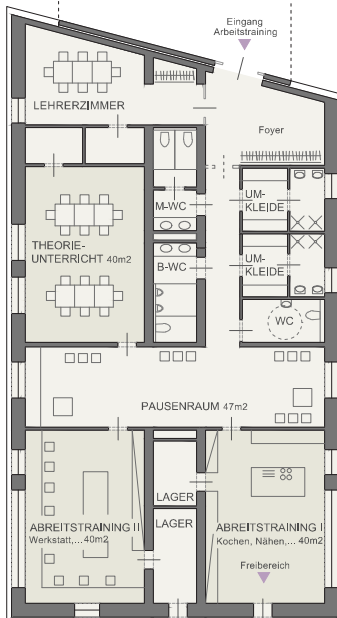 Eingang
Arbeitstraining
LEHRERZIMMER
Foyer
M-WC
UM-
KLEIDE
THEORIE-
UNTERRICHT 40m2
B-WC
UM-
KLEIDE
WC
PAUSENRAUM 47m2
LAGER
LAGER
ABREITSTRAINING II
Werkstatt,... 40m2
ABREITSTRAINING I
Kochen, Nähen,... 40m2
Freibereich